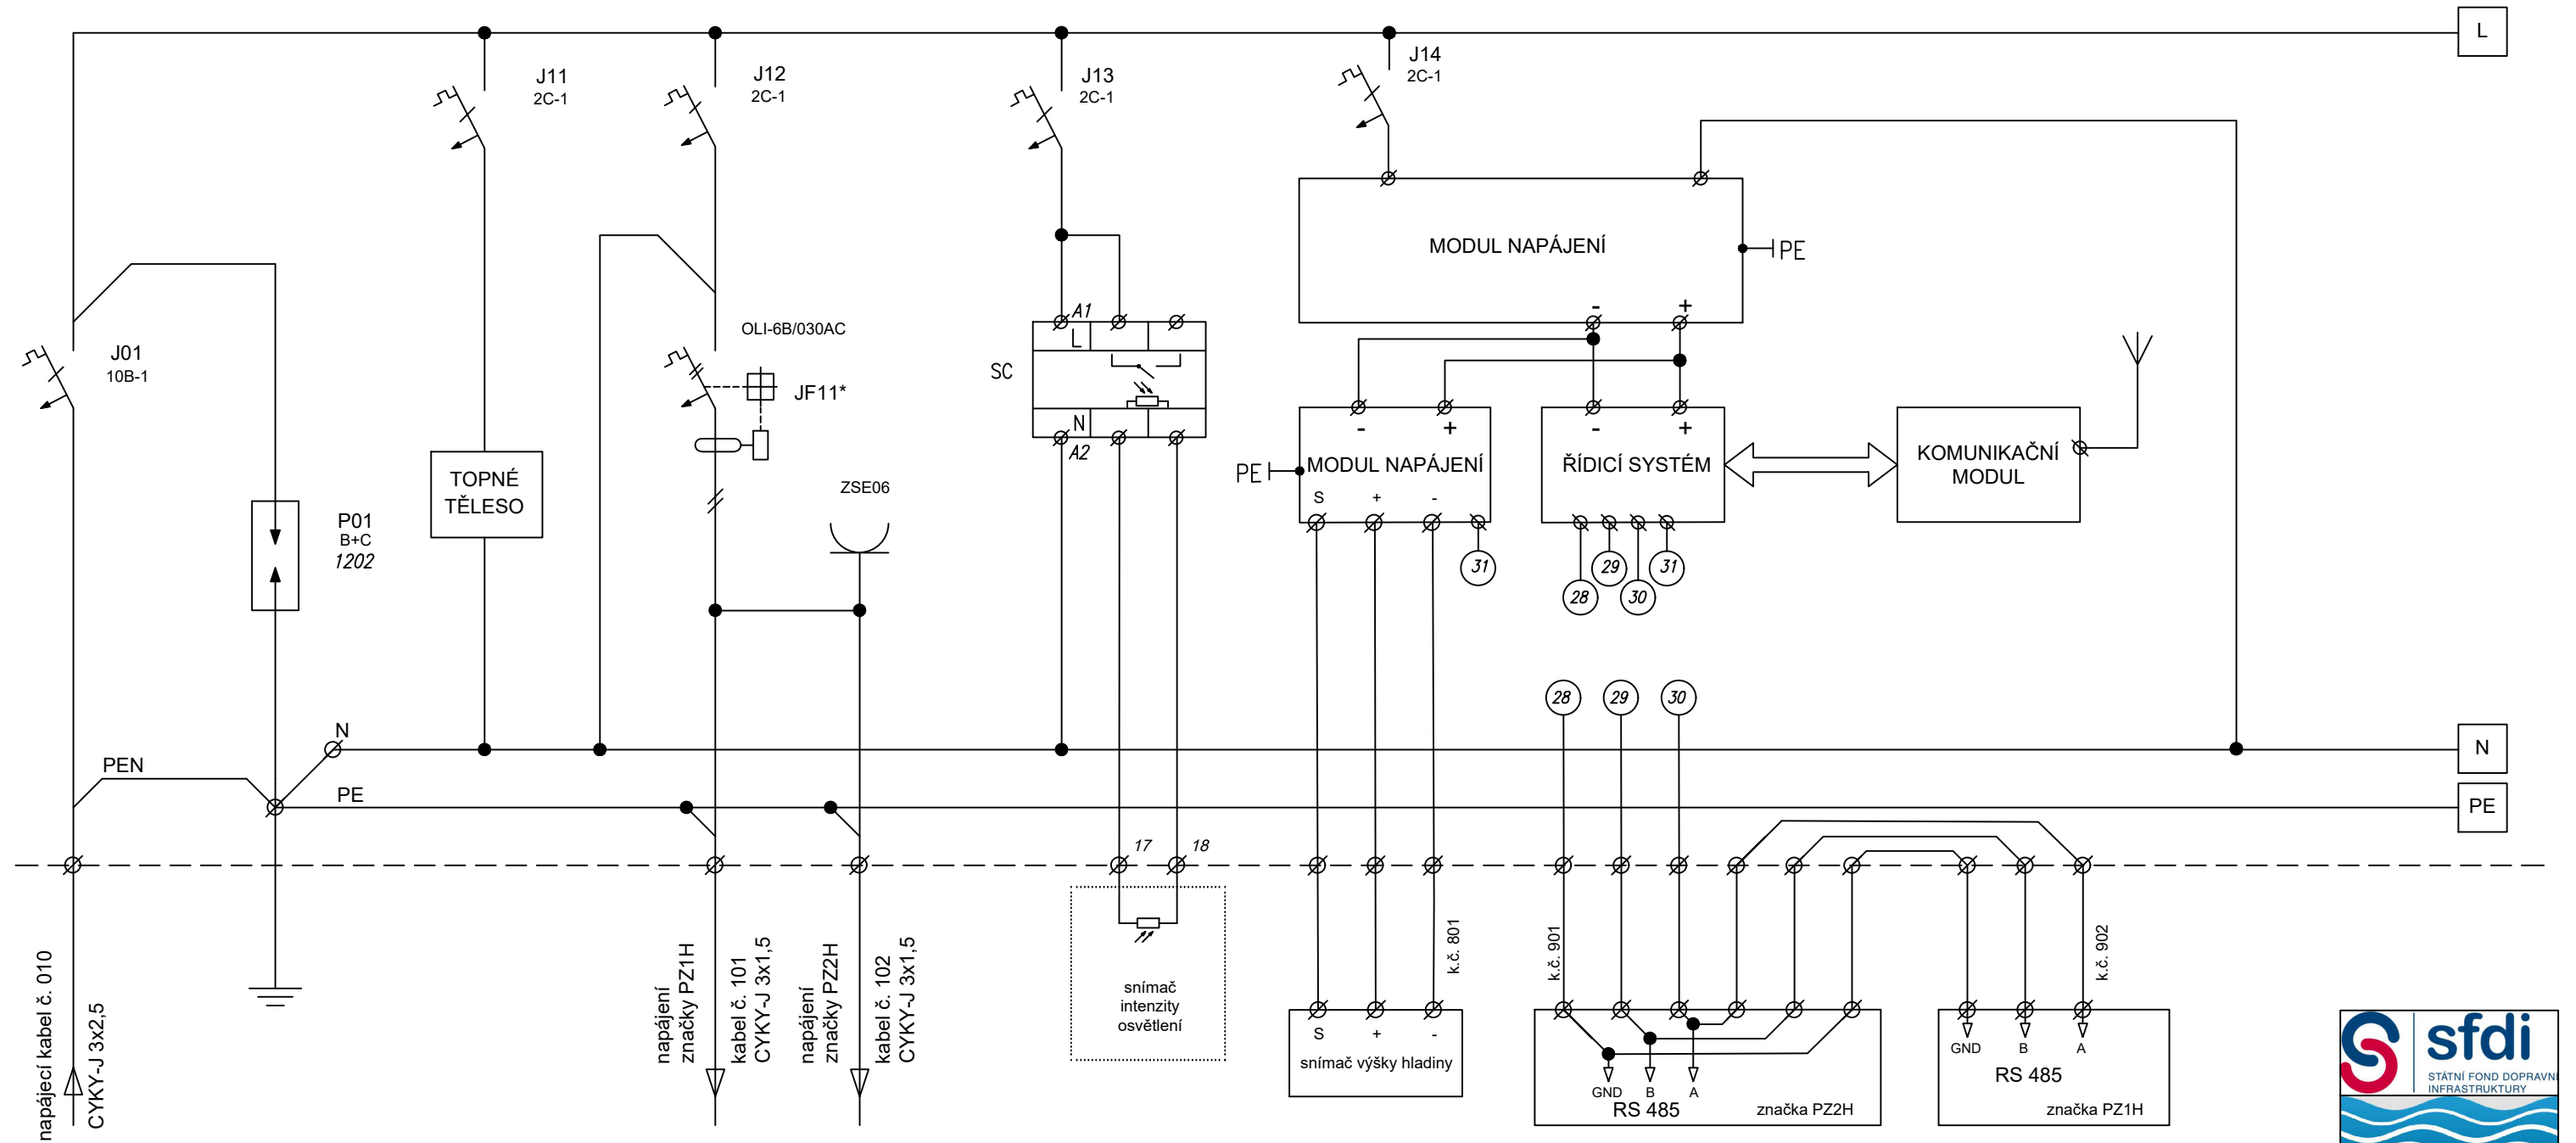 L
J11
2C-1
J12
2C-1
J13
2C-1
J14
2C-1
MODUL NAPÁJENÍ
PE
-
+
J01
10B-1
OLI-6B/030AC
JF11*
SC
A1
L
N
A2
TOPNÉ
TĚLESO
ZSE06
P01
B+C
1202
-
+
PE
MODUL NAPÁJENÍ
S
+
-
31
-
+
ŘÍDICÍ SYSTÉM
28
29
30
31
KOMUNIKAČNÍ
MODUL
28
29
30
N
N
PEN
PE
PE
17
18
napájecí kabel č. 010
CYKY-J 3x2,5
napájení
značky PZ1H
kabel č. 101
CYKY-J 3x1,5
napájení
značky PZ2H
kabel č. 102
CYKY-J 3x1,5
snímač
intenzity
osvětlení
k.č. 801
S
+
-
snímač výšky hladiny
k.č. 901
GND
B
A
RS 485
značka PZ2H
k.č. 902
GND
B
A
RS 485
značka PZ1H
sfdi
STÁTNÍ FOND DOPRAVNÍ
INFRASTRUKTURY